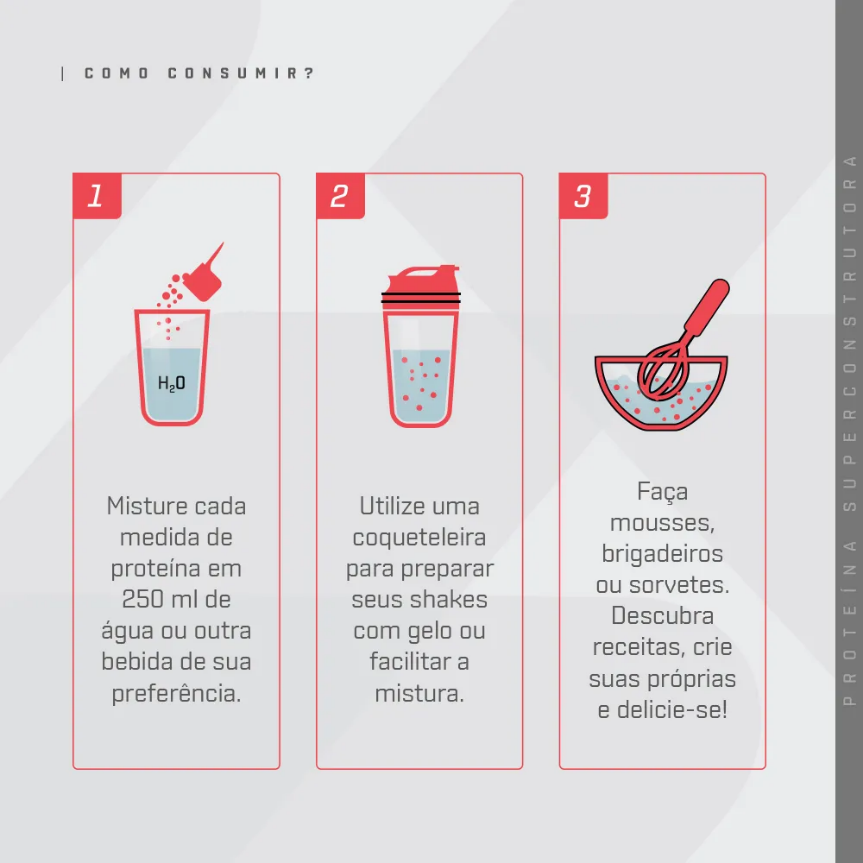 | COMO CONSUMIR?
1
H₂O
Misture cada
medida de
proteína em
250 ml de
água ou outra
bebida de sua
preferência.
2
Utilize uma
coqueteleira
para preparar
seus shakes
com gelo ou
facilitar a
mistura.
3
Faça
mousses,
brigadeiros
ou sorvetes.
Descubra
receitas, crie
suas próprias
e delicie-se!
PROTEÍNA SUPERCONSTRUTORA